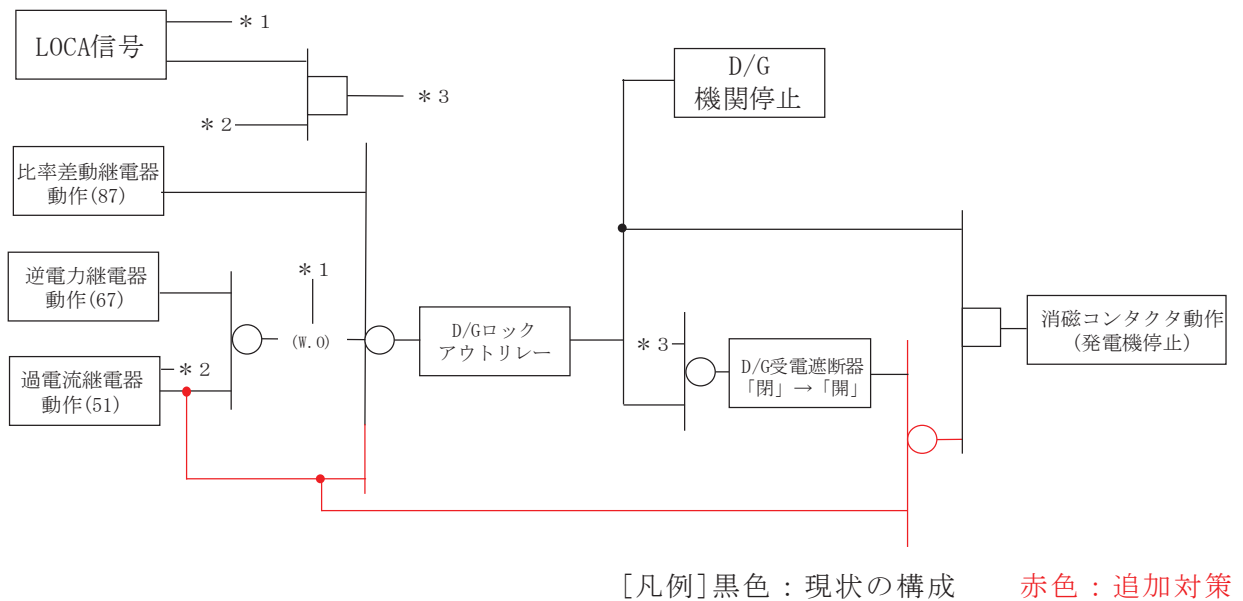 LOCA信号
＊1
＊2
＊3
比率差動継電器
動作(87)
逆電力継電器
動作(67)
過電流継電器
動作(51)
＊2
＊1
(W.O)
D/Gロック
アウトリレー
D/G
機関停止
＊3
D/G受電遮断器
「閉」→「開」
消磁コンタクタ動作
(発電機停止)
[凡例]黒色：現状の構成　赤色：追加対策